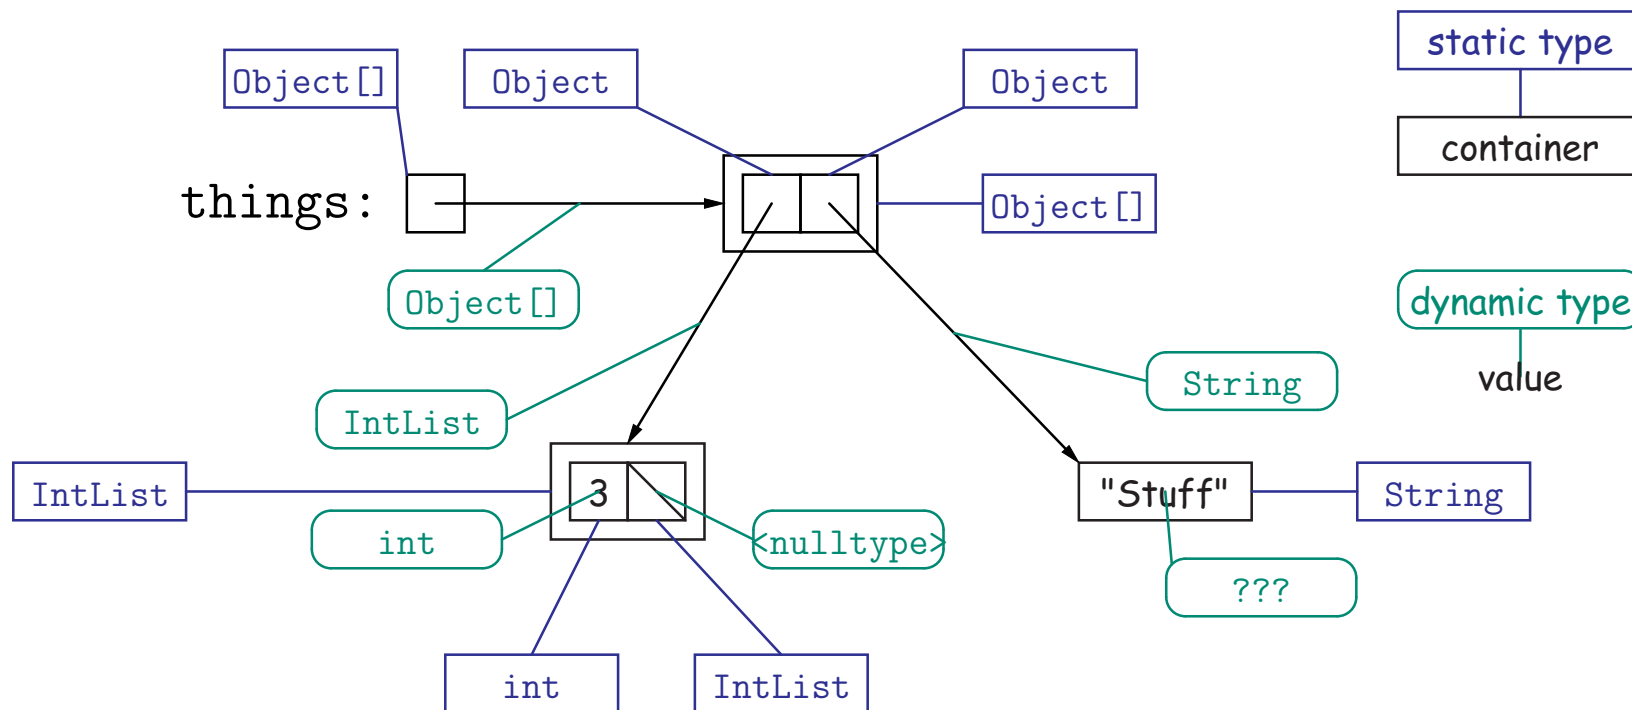 static type
Object[]
Object
Object
container
things:
Object[]
Object[]
dynamic type
String
value
IntList
IntList
3
"Stuff"
String
int
<nulltype>
???
int
IntList